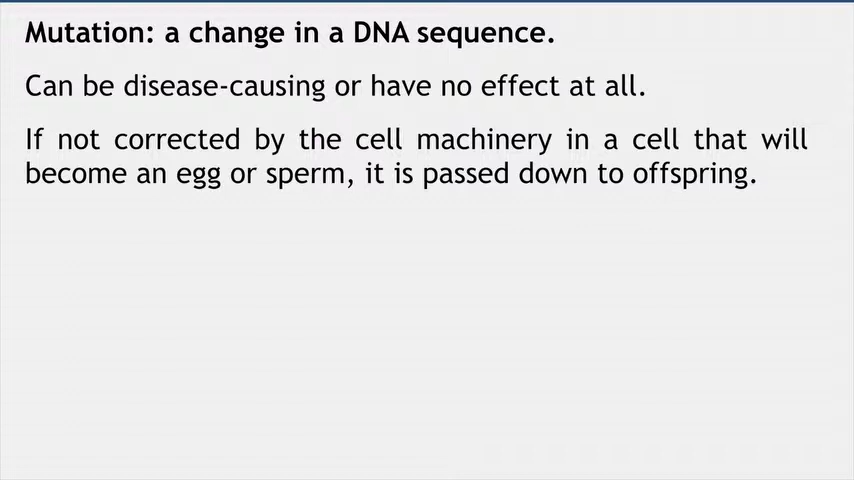 Mutation: a change in a DNA sequence.
Can be disease-causing or have no effect at all.
If not corrected by the cell machinery in a cell that will
become an egg or sperm, it is passed down to offspring.